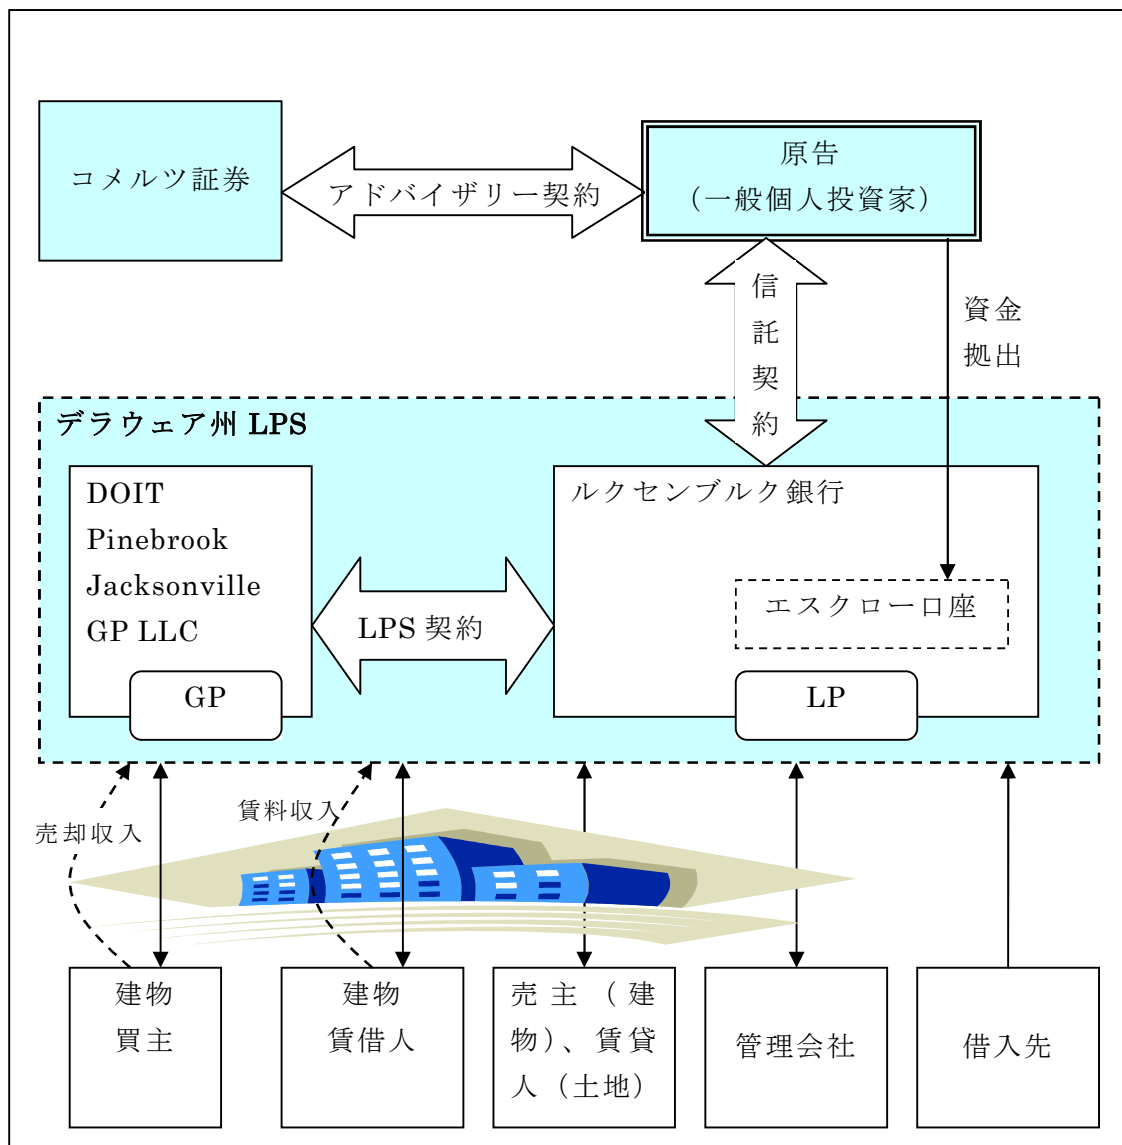 コメルツ証券
アドバイザリー契約
原告
（一般個人投資家）
信託契約
資金
拠出
デラウェア州 LPS
DOIT
Pinebrook
Jacksonville
GP LLC
GP
LPS 契約
ルクセンブルク銀行
エスクロー口座
LP
売却収入
賃料収入
建物
買主
建物
賃借人
売主（建
物）、賃貸
人（土地）
管理会社
借入先